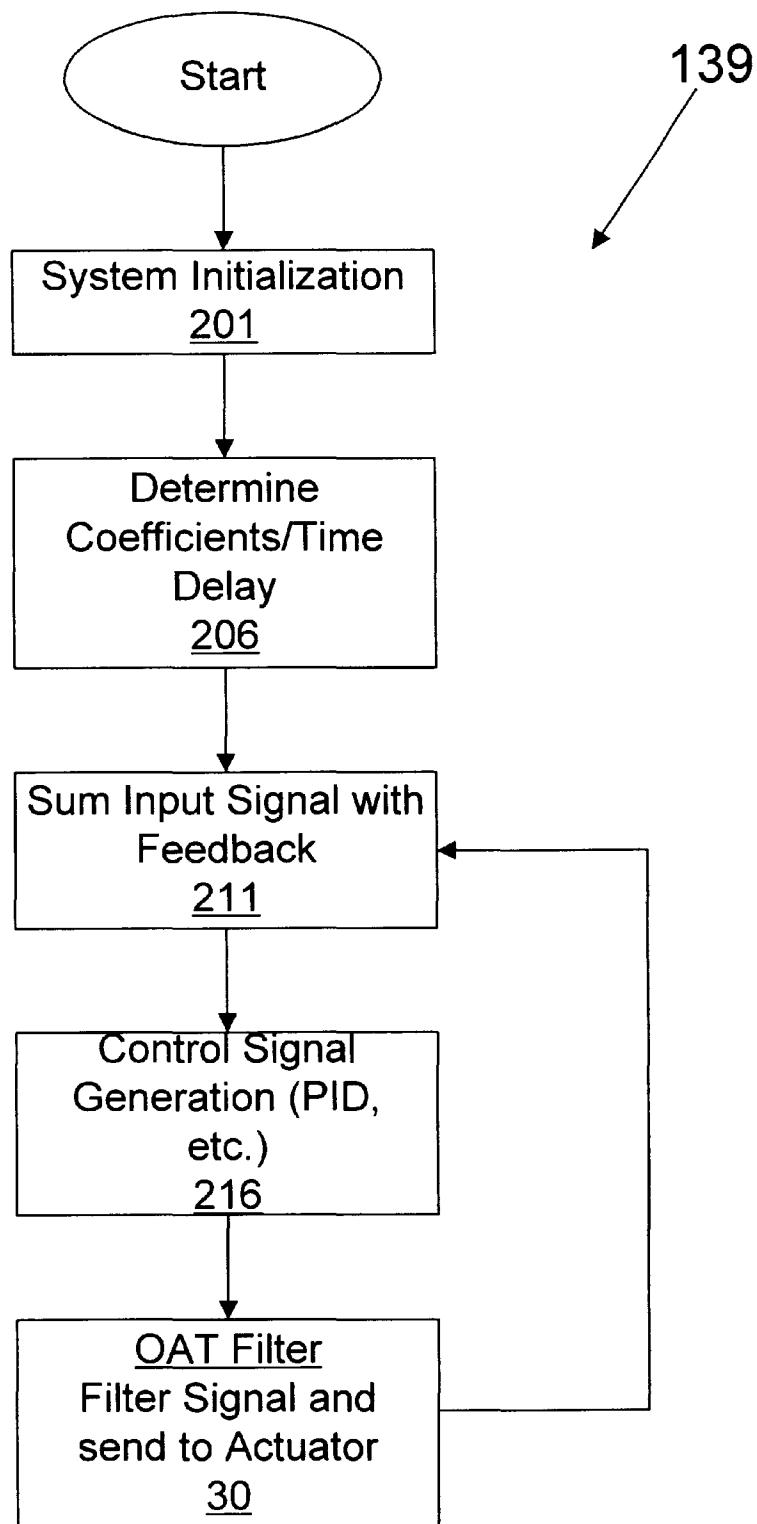 Start
139
System Initialization
201
Determine
Coefficients/Time
Delay
206
Sum Input Signal with
Feedback
211
Control Signal
Generation (PID,
etc.)
216
OAT Filter
Filter Signal and
send to Actuator
30